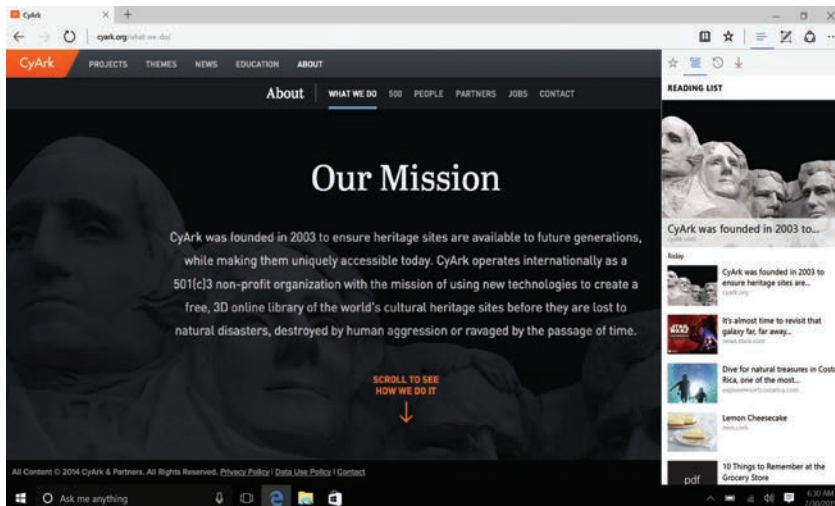 CyArk
cyark.org/what-we-do/
CyArk
PROJECTS THEMES NEWS EDUCATION ABOUT
About WHAT WE DO 500 PEOPLE PARTNERS JOBS CONTACT
Our Mission
CyArk was founded in 2003 to ensure heritage sites are available to future generations,
while making them uniquely accessible today. CyArk operates internationally as a
501(c)3 non-profit organization with the mission of using new technologies to create a
free, 3D online library of the world's cultural heritage sites before they are lost to
natural disasters, destroyed by human aggression or ravaged by the passage of time.
SCROLL TO SEE
HOW WE DO IT
All Content © 2014 CyArk & Partners. All Rights Reserved. Privacy Policy | Data Use Policy | Contact
READING LIST
CyArk was founded in 2003 to...
cyark.com
Today
CyArk was founded in 2003 to
ensure heritage sites are...
cyark.org
STAR
WARS
It's almost time to revisit that
galaxy far, far away...
Dive for natural treasures in Costa
Rica, one of the most...
Lemon Cheesecake
pdf
10 Things to Remember at the
Grocery Store
Ask me anything
6:30 AM